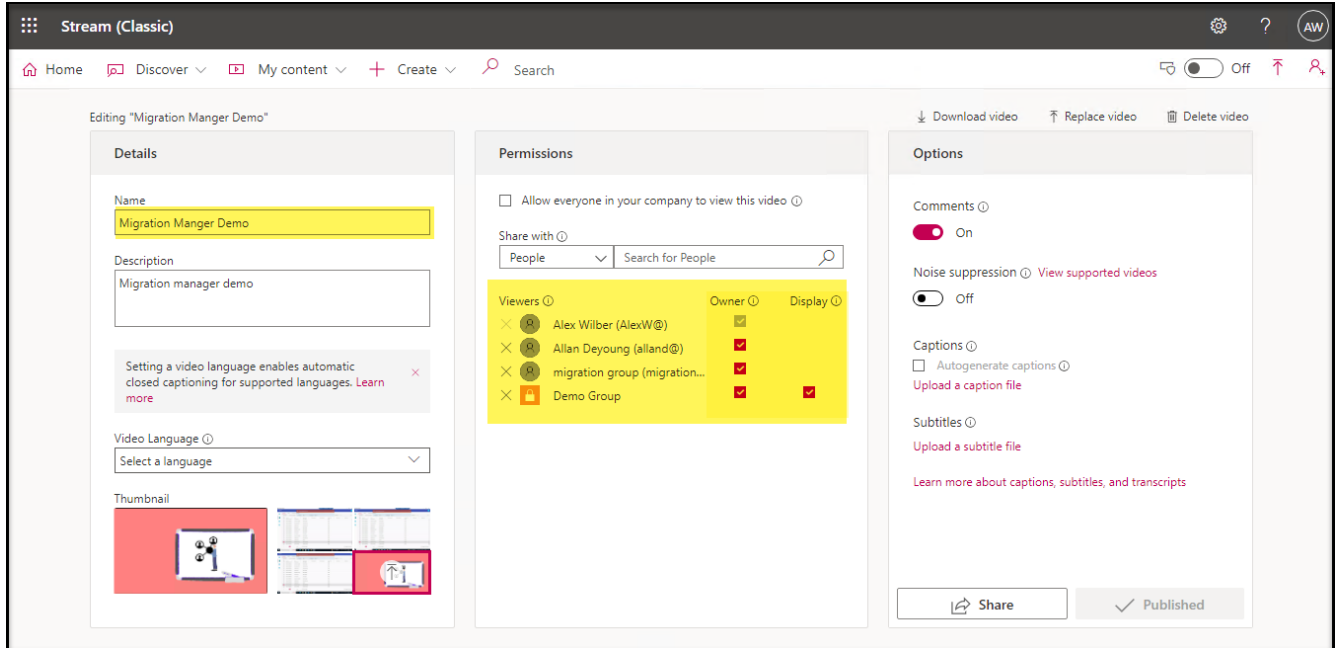 Stream (Classic)
AW
Home Discover My content Create Search Off
Editing "Migration Manger Demo"
Download video Replace video Delete video
Details
Name
Migration Manger Demo
Description
Migration manager demo
Setting a video language enables automatic
closed captioning for supported languages. Learn
more
Video Language
Select a language
Thumbnail
Permissions
Allow everyone in your company to view this video
Share with
People Search for People
Viewers Owner Display
Alex Wilber (AlexW@)
Allan Deyoung (alland@)
migration group (migration...
Demo Group
Options
Comments
On
Noise suppression View supported videos
Off
Captions
Autogenerate captions
Upload a caption file
Subtitles
Upload a subtitle file
Learn more about captions, subtitles, and transcripts
Share Published